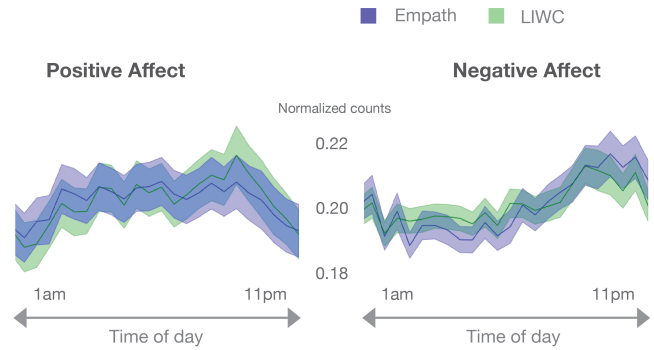 Empath LIWC
Positive Affect Negative Affect
Normalized counts
0.22
0.20
0.18
1am 11pm 1am 11pm
Time of day Time of day